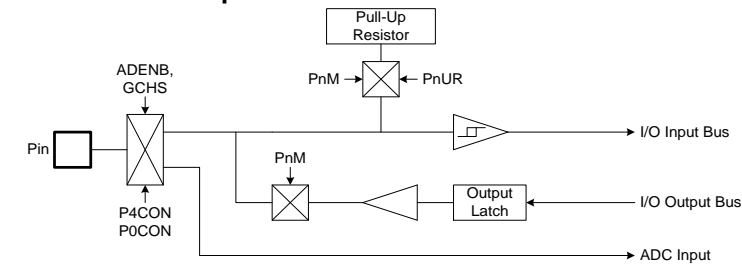 Pull-Up
Resistor
ADENB,
GCHS
PnM
PnUR
Pin
I/O Input Bus
PnM
P4CON
P0CON
Output
Latch
I/O Output Bus
ADC Input